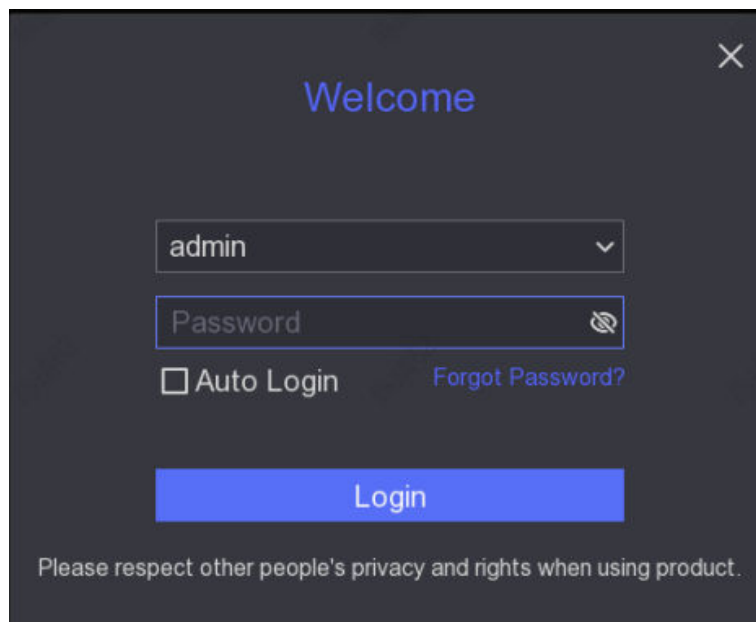 Welcome
admin
Password
Auto Login
Forgot Password?
Login
Please respect other people's privacy and rights when using product.